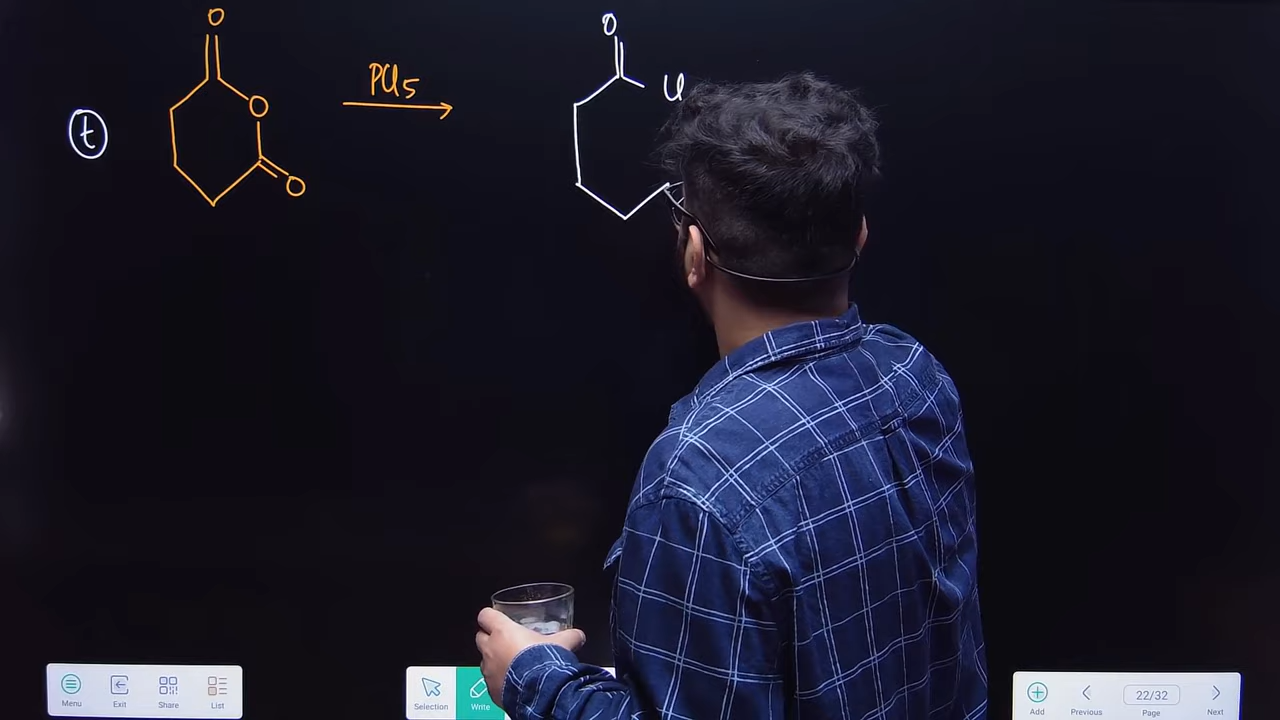 O O
PCl5 Cl
O
t
O
Menu Exit Share List
Selection Write
Add Previous 22/32 Page Next